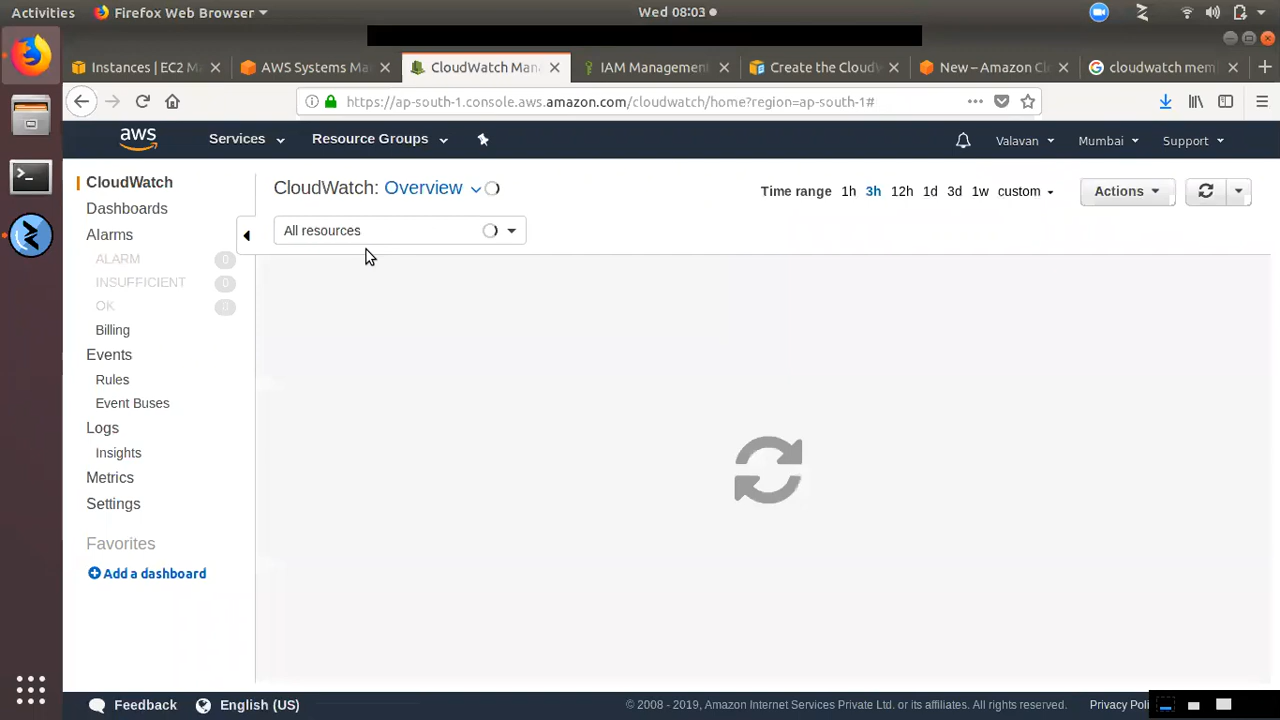 Activities Firefox Web Browser Wed 08:03
Instances | EC2 M AWS Systems Ma CloudWatch Man IAM Management Create the CloudV New – Amazon Cl cloudwatch mem
https://ap-south-1.console.aws.amazon.com/cloudwatch/home?region=ap-south-1#
aws Services Resource Groups Valavan Mumbai Support
CloudWatch
Dashboards
Alarms
ALARM 0
INSUFFICIENT 0
OK 0
Billing
Events
Rules
Event Buses
Logs
Insights
Metrics
Settings
Favorites
Add a dashboard
CloudWatch: Overview
Time range 1h 3h 12h 1d 3d 1w custom Actions
All resources
Feedback English (US) © 2008 - 2019, Amazon Internet Services Private Ltd. or its affiliates. All rights reserved. Privacy Poli